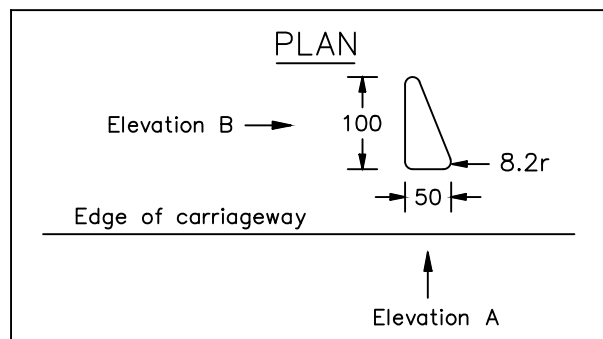 PLAN
Elevation B
100
8.2r
50
Edge of carriageway
Elevation A